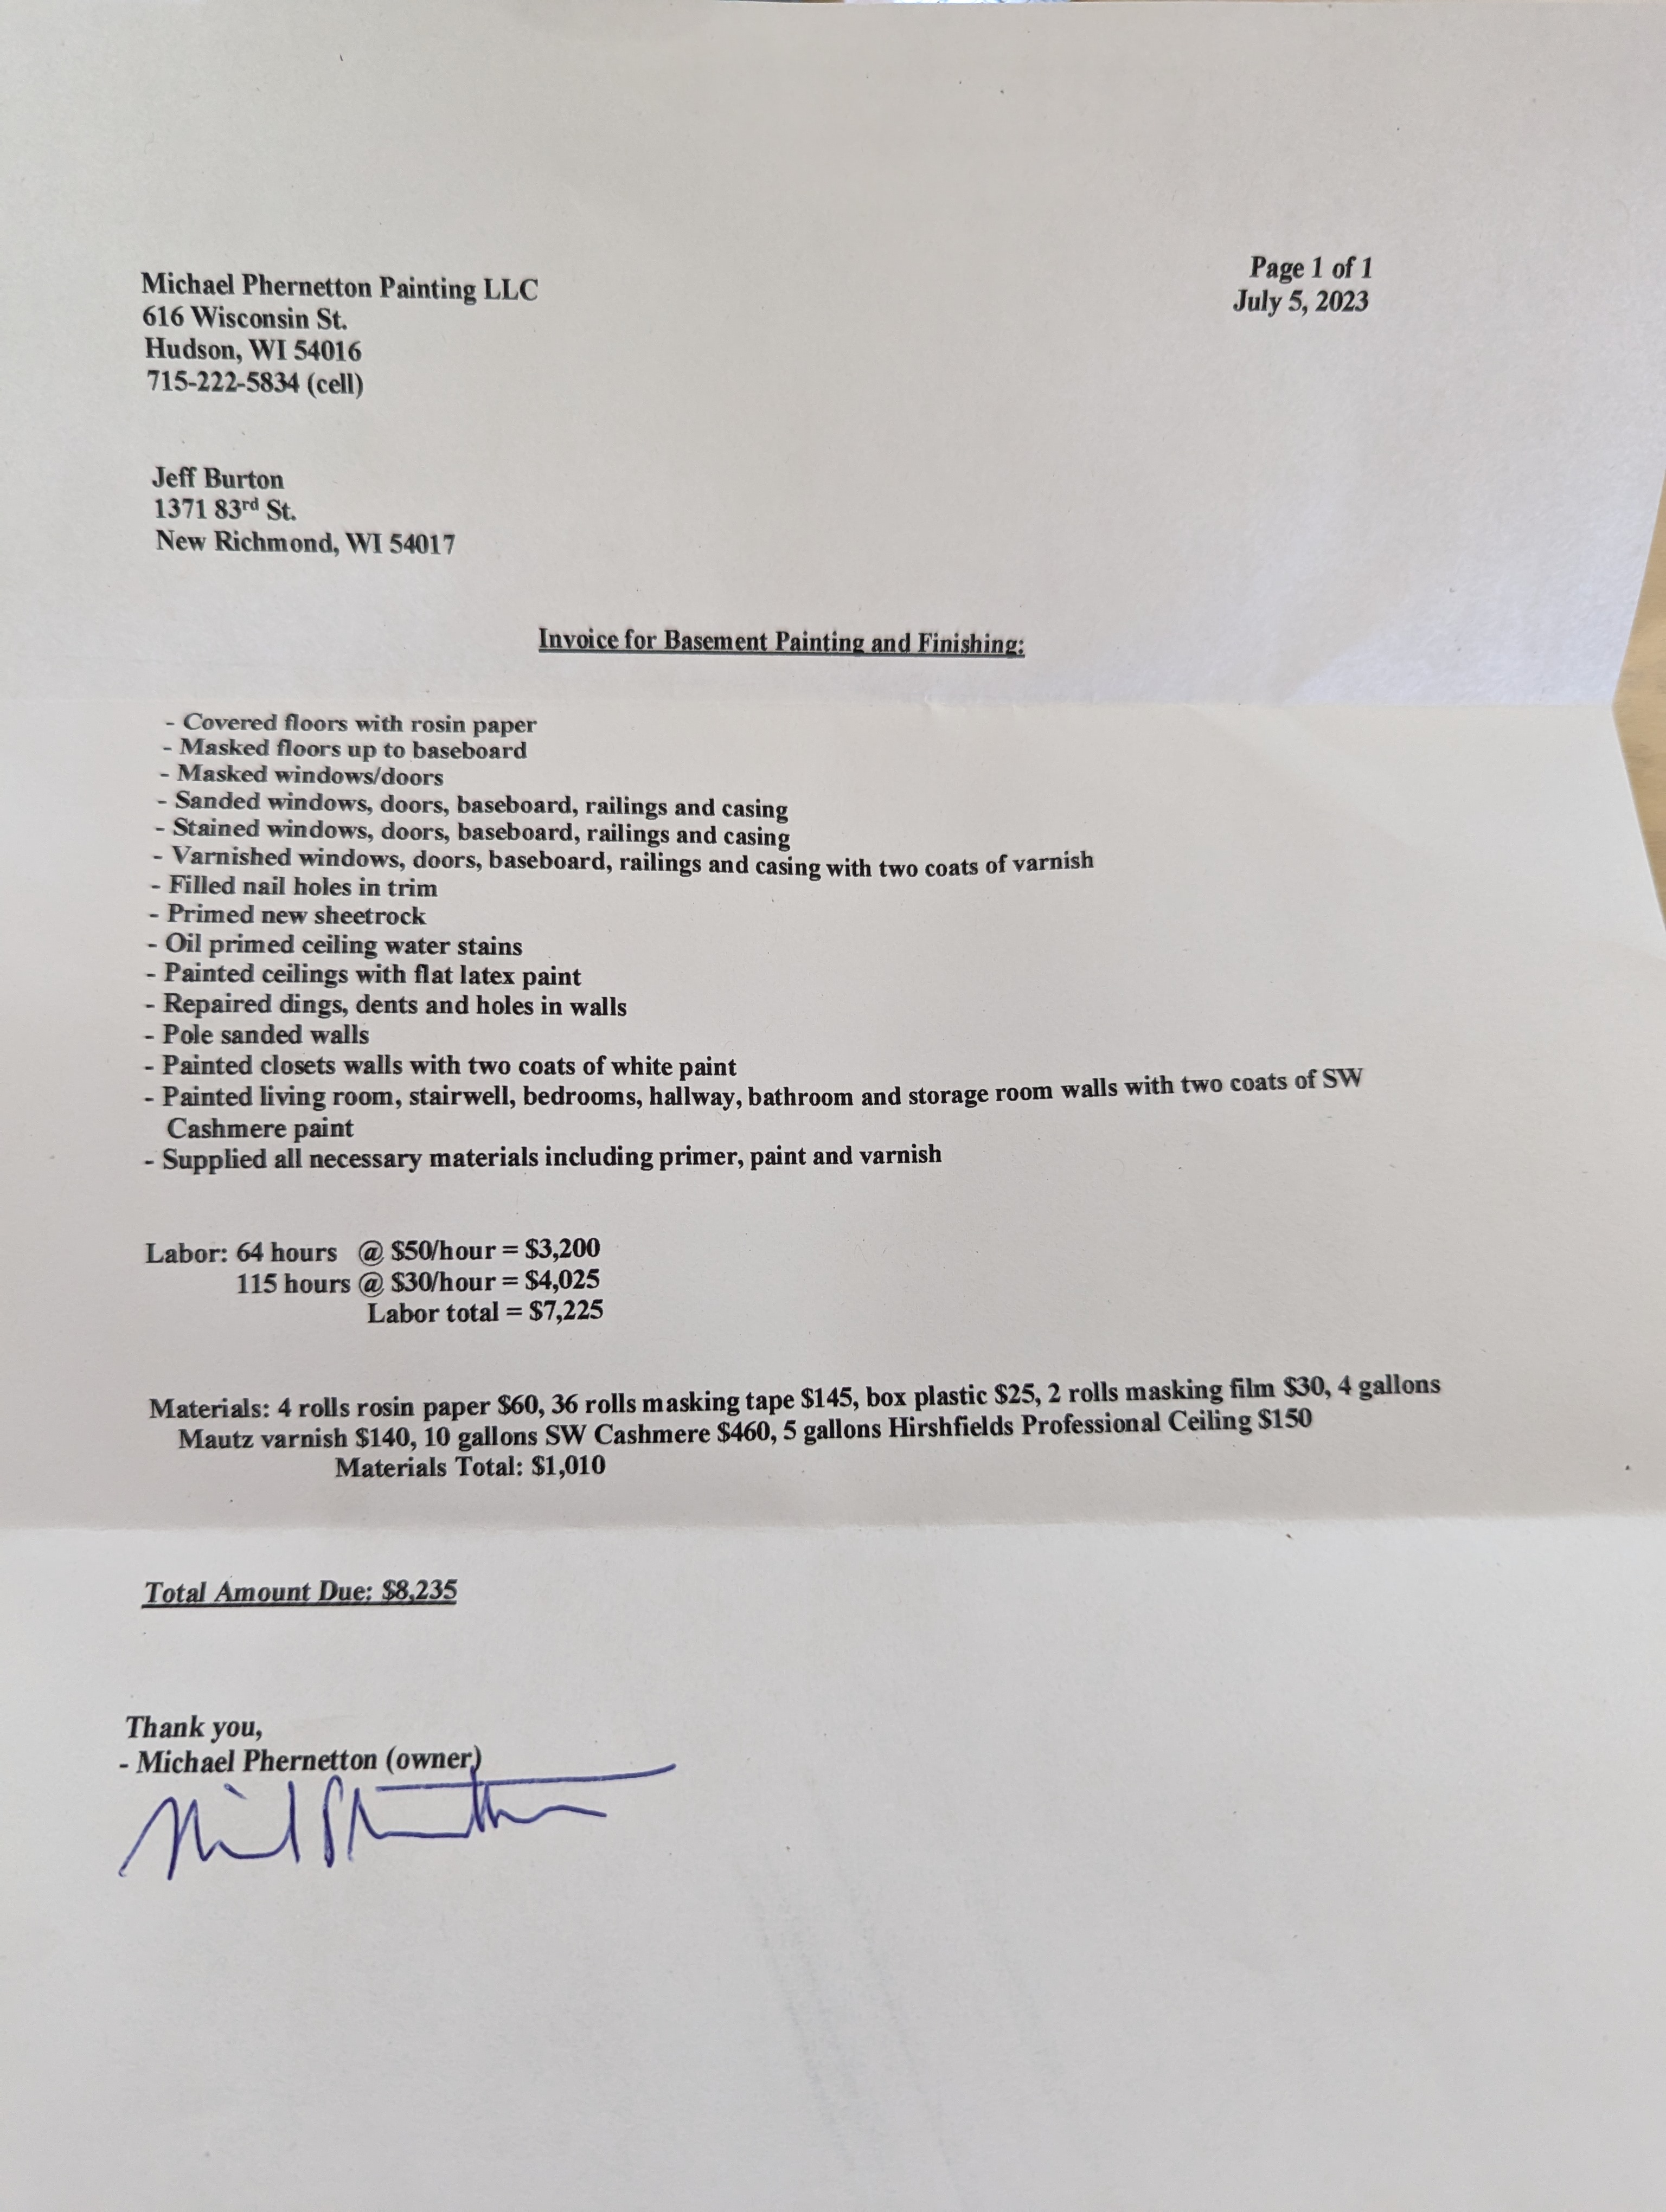 Page 1 of 1
July 5, 2023
Michael Phernetton Painting LLC
616 Wisconsin St.
Hudson, WI 54016
715-222-5834 (cell)
Jeff Burton
1371 83rd St.
New Richmond, WI 54017
Invoice for Basement Painting and Finishing:
- Covered floors with rosin paper
- Masked floors up to baseboard
- Masked windows/doors
- Sanded windows, doors, baseboard, railings and casing
- Stained windows, doors, baseboard, railings and casing
- Varnished windows, doors, baseboard, railings and casing with two coats of varnish
- Filled nail holes in trim
- Primed new sheetrock
- Oil primed ceiling water stains
- Painted ceilings with flat latex paint
- Repaired dings, dents and holes in walls
- Pole sanded walls
- Painted closets walls with two coats of white paint
- Painted living room, stairwell, bedrooms, hallway, bathroom and storage room walls with two coats of SW
Cashmere paint
- Supplied all necessary materials including primer, paint and varnish
Labor: 64 hours @ $50/hour = $3,200
115 hours @ $30/hour = $4,025
Labor total = $7,225
Materials: 4 rolls rosin paper $60, 36 rolls masking tape $145, box plastic $25, 2 rolls masking film $30, 4 gallons
Mautz varnish $140, 10 gallons SW Cashmere $460, 5 gallons Hirshfields Professional Ceiling $150
Materials Total: $1,010
Total Amount Due: $8,235
Thank you,
- Michael Phernetton (owner)